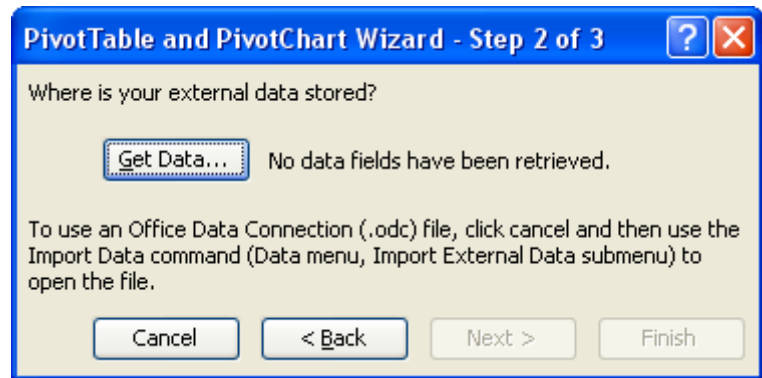 PivotTable and PivotChart Wizard - Step 2 of 3
Where is your external data stored?
Get Data... No data fields have been retrieved.
To use an Office Data Connection (.odc) file, click cancel and then use the
Import Data command (Data menu, Import External Data submenu) to
open the file.
Cancel < Back Next > Finish